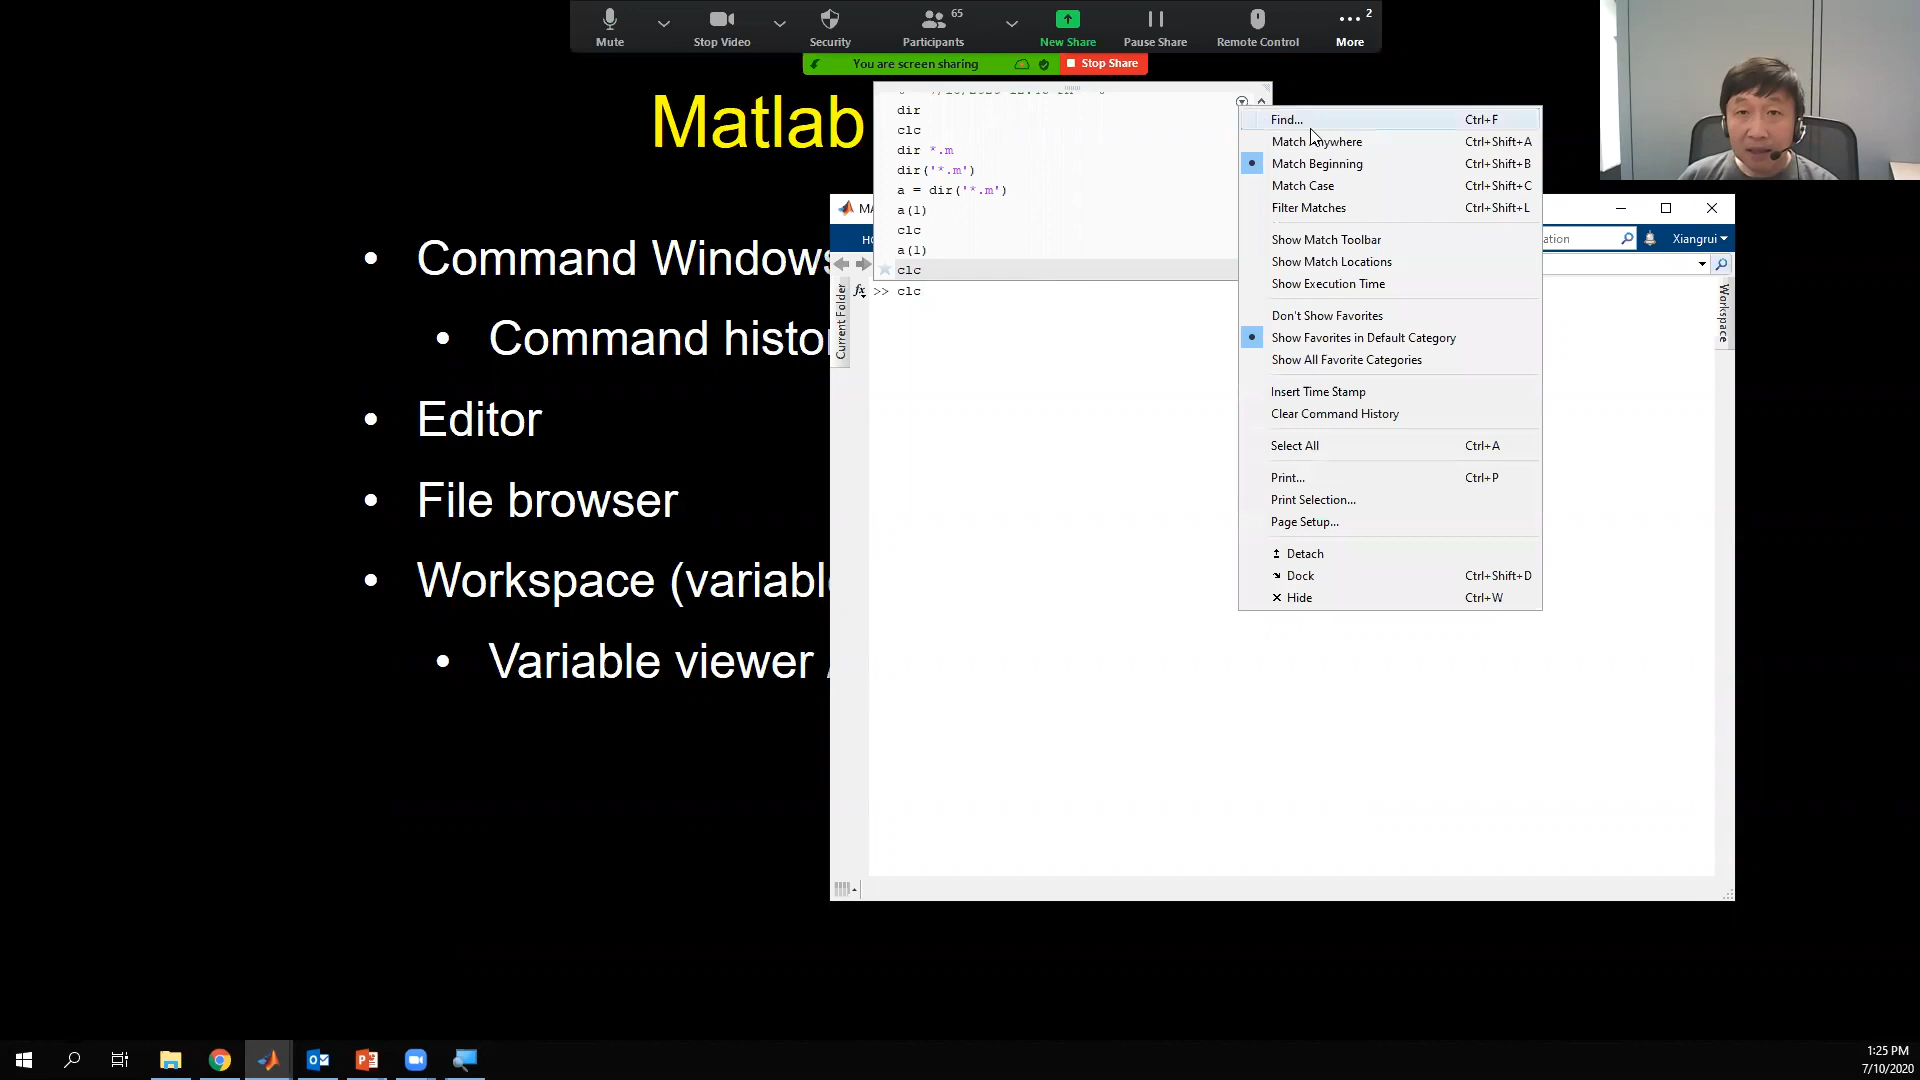 65
2
Mute
Stop Video
Security
Participants
New Share
Pause Share
Remote Control
More
You are screen sharing
Stop Share
Matlab
dir
clc
dir *.m
dir('*.m')
a = dir('*.m')
a(1)
clc
a(1)
clc
>> clc
fx
Find... Ctrl+F
Match Anywhere Ctrl+Shift+A
Match Beginning Ctrl+Shift+B
Match Case Ctrl+Shift+C
Filter Matches Ctrl+Shift+L
Show Match Toolbar
Show Match Locations
Show Execution Time
Don't Show Favorites
Show Favorites in Default Category
Show All Favorite Categories
Insert Time Stamp
Clear Command History
Select All Ctrl+A
Print... Ctrl+P
Print Selection...
Page Setup...
Detach
Dock Ctrl+Shift+D
Hide Ctrl+W
Xiangrui
Current Folder
Workspace
• Command Windows
• Command histo
• Editor
• File browser
• Workspace (variabl
• Variable viewer
1:25 PM
7/10/2020